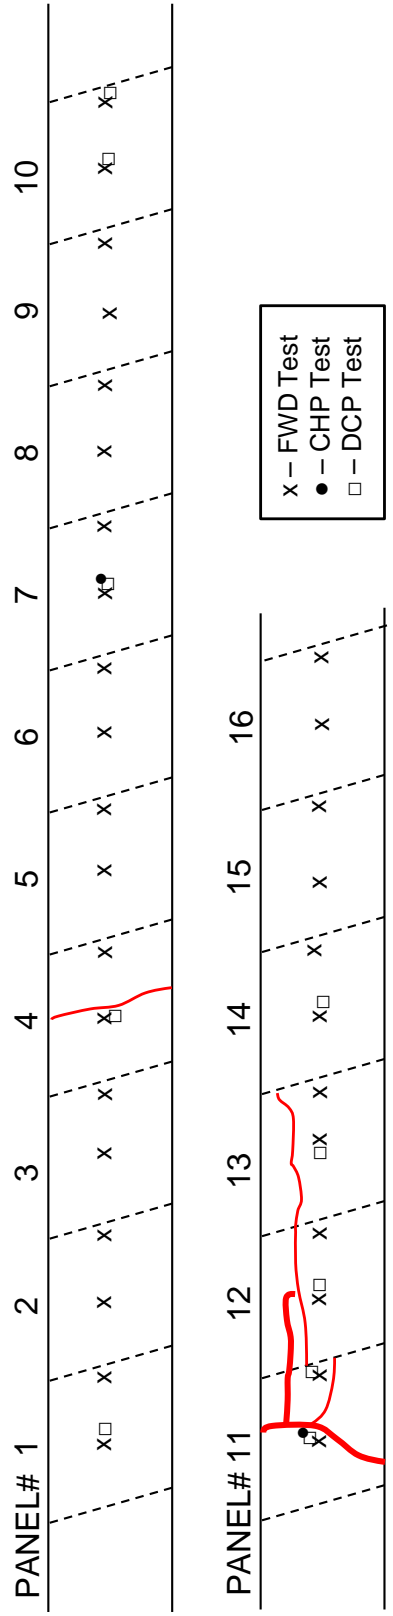 PANEL# 1 2 3 4 5 6 7 8 9 10
PANEL# 11 12 13 14 15 16
x – FWD Test
● – CHP Test
□ – DCP Test